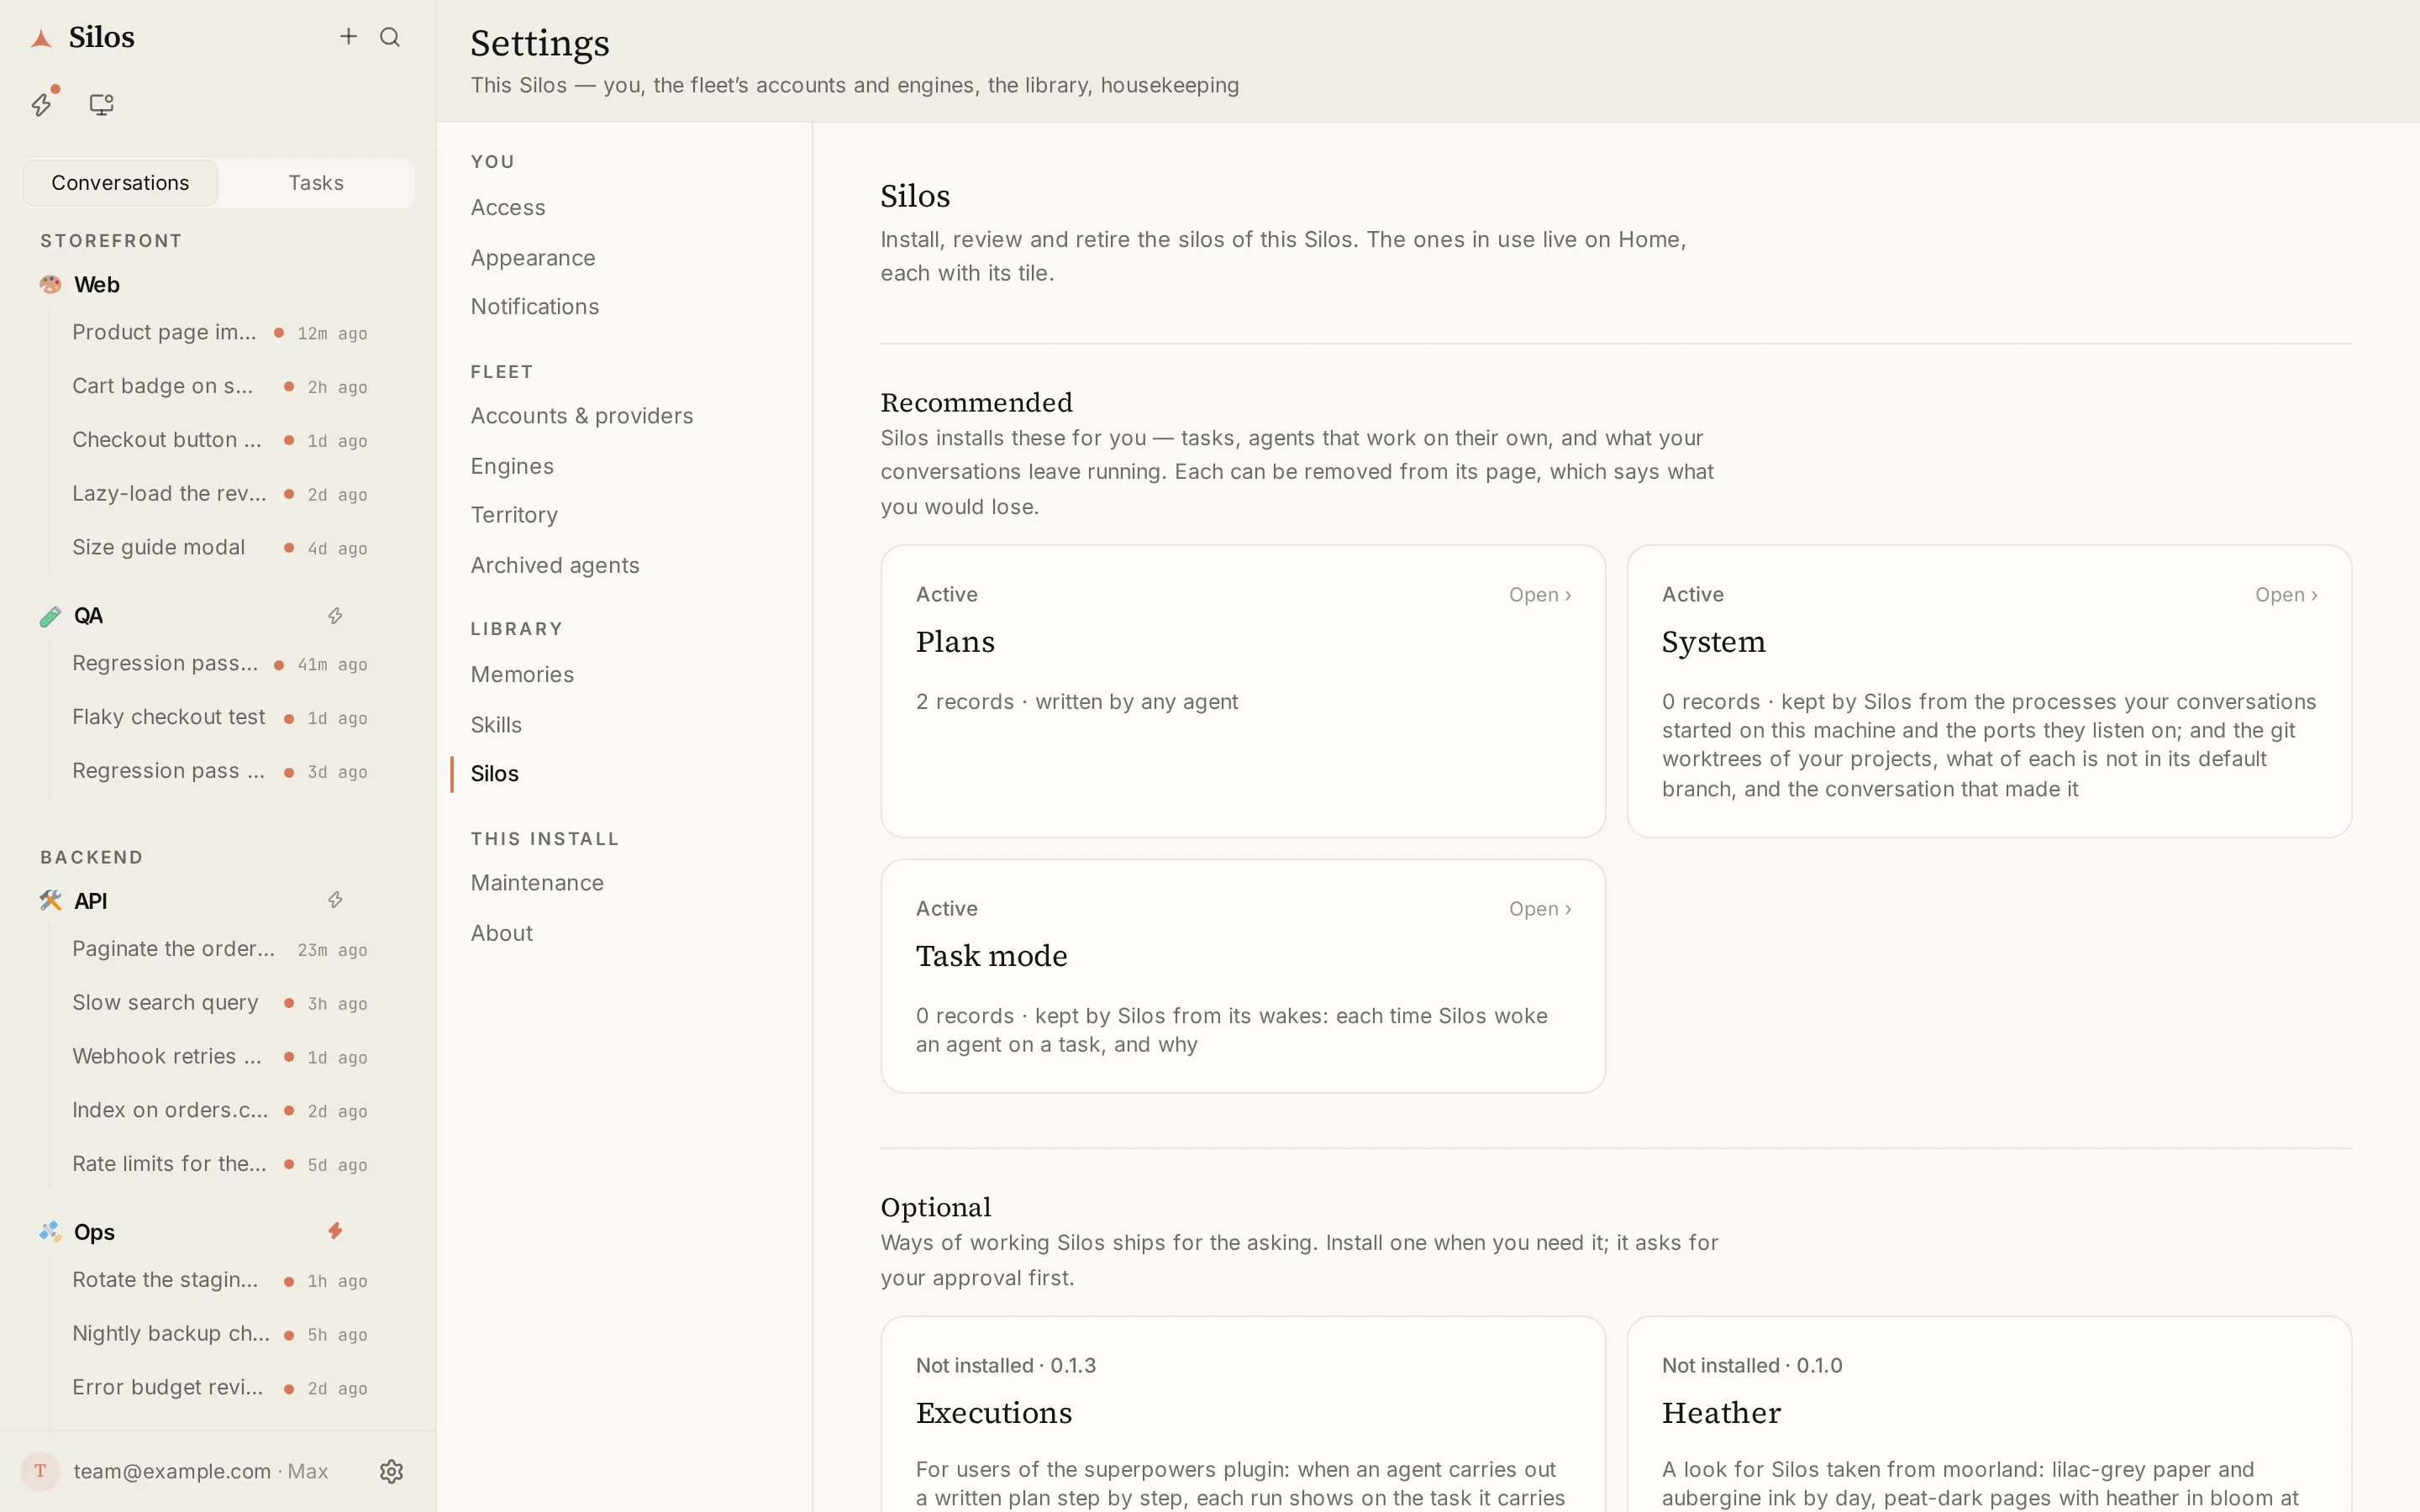 Silos
Conversations
Tasks
STOREFRONT
Web
Product page im... 12m ago
Cart badge on s... 2h ago
Checkout button ... 1d ago
Lazy-load the rev... 2d ago
Size guide modal 4d ago
QA
Regression pass... 41m ago
Flaky checkout test 1d ago
Regression pass ... 3d ago
BACKEND
API
Paginate the order... 23m ago
Slow search query 3h ago
Webhook retries ... 1d ago
Index on orders.c... 2d ago
Rate limits for the... 5d ago
Ops
Rotate the stagin... 1h ago
Nightly backup ch... 5h ago
Error budget revi... 2d ago
T team@example.com · Max
Settings
This Silos — you, the fleet’s accounts and engines, the library, housekeeping
YOU
Access
Appearance
Notifications
FLEET
Accounts & providers
Engines
Territory
Archived agents
LIBRARY
Memories
Skills
Silos
THIS INSTALL
Maintenance
About
Silos
Install, review and retire the silos of this Silos. The ones in use live on Home,
each with its tile.
Recommended
Silos installs these for you — tasks, agents that work on their own, and what your
conversations leave running. Each can be removed from its page, which says what
you would lose.
Active Open ›
Plans
2 records · written by any agent
Active Open ›
System
0 records · kept by Silos from the processes your conversations
started on this machine and the ports they listen on; and the git
worktrees of your projects, what of each is not in its default
branch, and the conversation that made it
Active Open ›
Task mode
0 records · kept by Silos from its wakes: each time Silos woke
an agent on a task, and why
Optional
Ways of working Silos ships for the asking. Install one when you need it; it asks for
your approval first.
Not installed · 0.1.3
Executions
For users of the superpowers plugin: when an agent carries out
a written plan step by step, each run shows on the task it carries
Not installed · 0.1.0
Heather
A look for Silos taken from moorland: lilac-grey paper and
aubergine ink by day, peat-dark pages with heather in bloom at